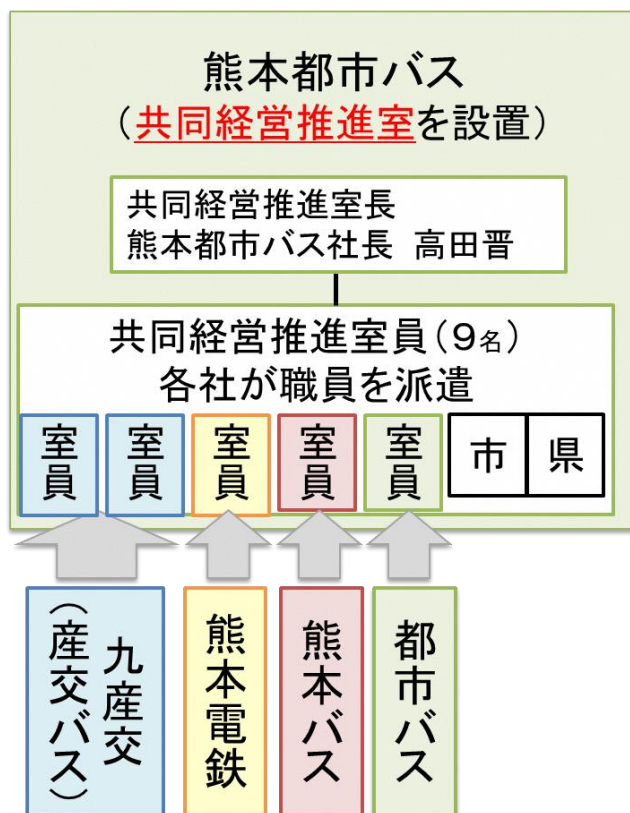 熊本都市バス
（共同経営推進室を設置）
共同経営推進室長
熊本都市バス社長 高田晋
共同経営推進室員（9名）
各社が職員を派遣
室員
室員
室員
室員
室員
市
県
九産交
（産交バス）
熊本電鉄
熊本バス
都市バス